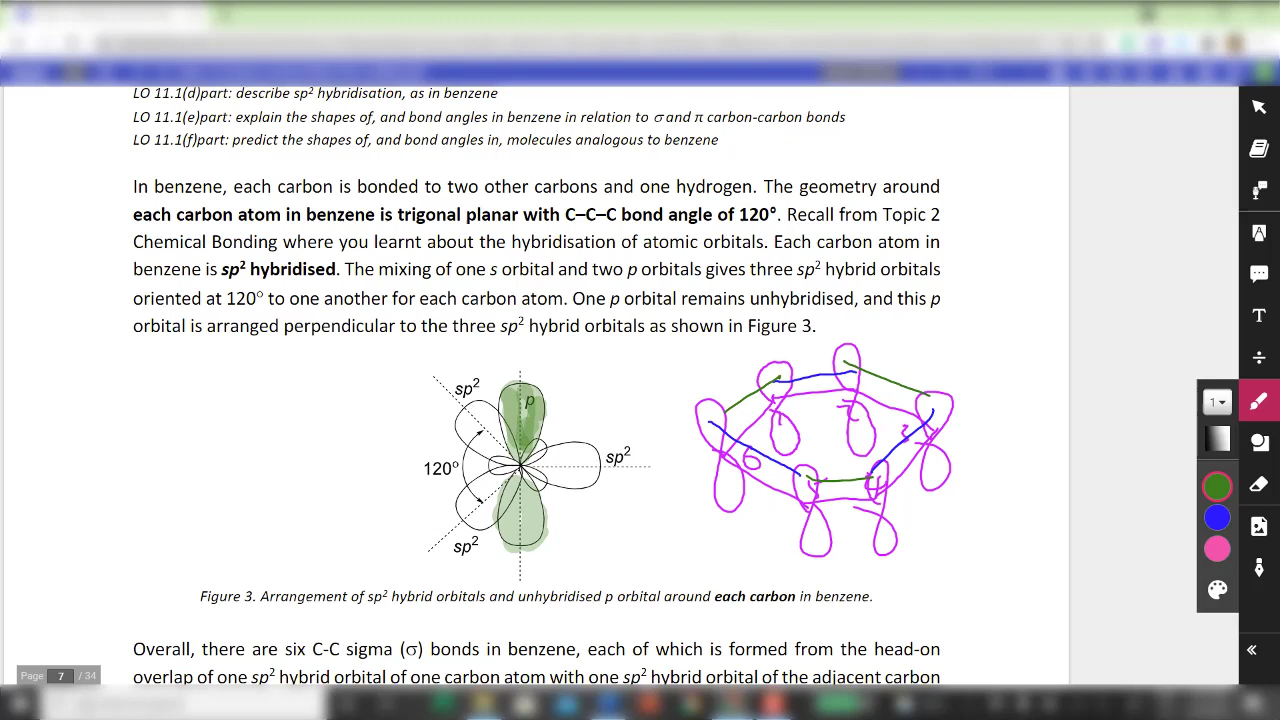 LO 11.1(d)part: describe sp² hybridisation, as in benzene
LO 11.1(e)part: explain the shapes of, and bond angles in benzene in relation to σ and π carbon-carbon bonds
LO 11.1(f)part: predict the shapes of, and bond angles in, molecules analogous to benzene
In benzene, each carbon is bonded to two other carbons and one hydrogen. The geometry around
each carbon atom in benzene is trigonal planar with C–C–C bond angle of 120°. Recall from Topic 2
Chemical Bonding where you learnt about the hybridisation of atomic orbitals. Each carbon atom in
benzene is sp² hybridised. The mixing of one s orbital and two p orbitals gives three sp² hybrid orbitals
oriented at 120° to one another for each carbon atom. One p orbital remains unhybridised, and this p
orbital is arranged perpendicular to the three sp² hybrid orbitals as shown in Figure 3.
sp²
p
sp²
120°
sp²
1
2
3
4
5
6
Figure 3. Arrangement of sp² hybrid orbitals and unhybridised p orbital around each carbon in benzene.
Overall, there are six C-C sigma (σ) bonds in benzene, each of which is formed from the head-on
overlap of one sp² hybrid orbital of one carbon atom with one sp² hybrid orbital of the adjacent carbon
Page 7 / 34
1
T